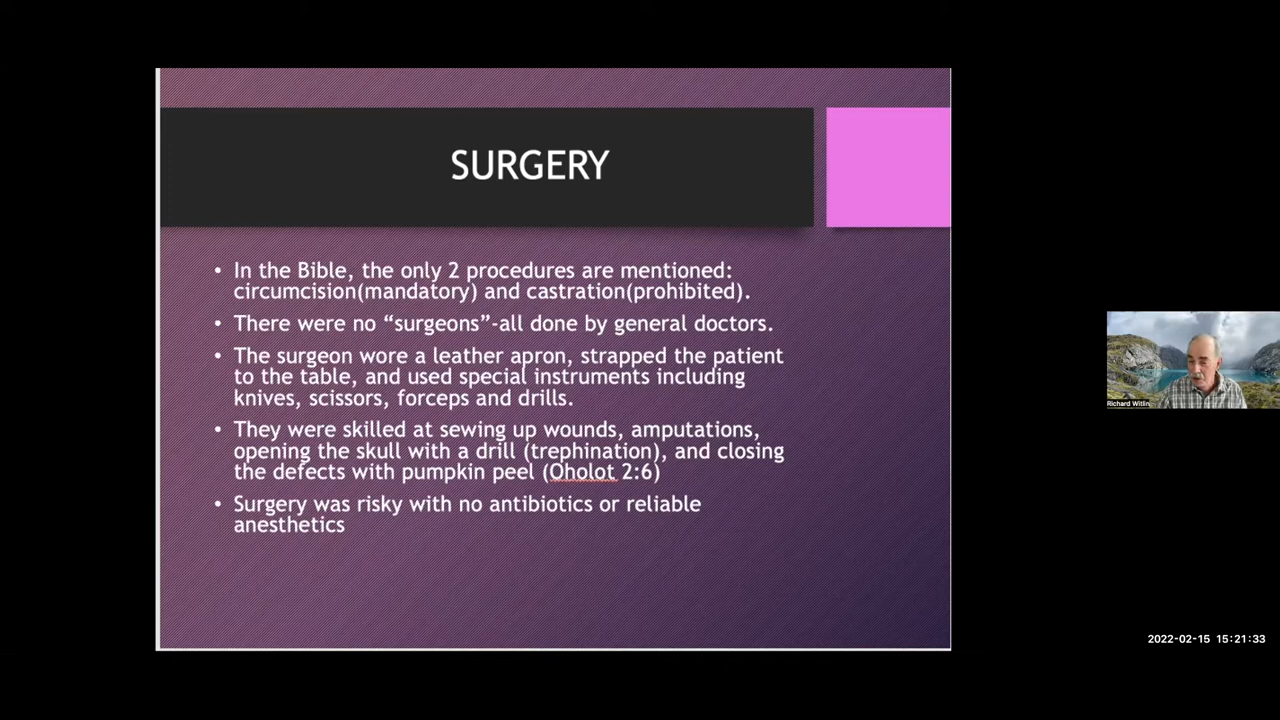 SURGERY
• In the Bible, the only 2 procedures are mentioned:
circumcision(mandatory) and castration(prohibited).
• There were no “surgeons”-all done by general doctors.
• The surgeon wore a leather apron, strapped the patient
to the table, and used special instruments including
knives, scissors, forceps and drills.
• They were skilled at sewing up wounds, amputations,
opening the skull with a drill (trephination), and closing
the defects with pumpkin peel (Oholot 2:6)
• Surgery was risky with no antibiotics or reliable
anesthetics
Richard Witlin
2022-02-15 15:21:33